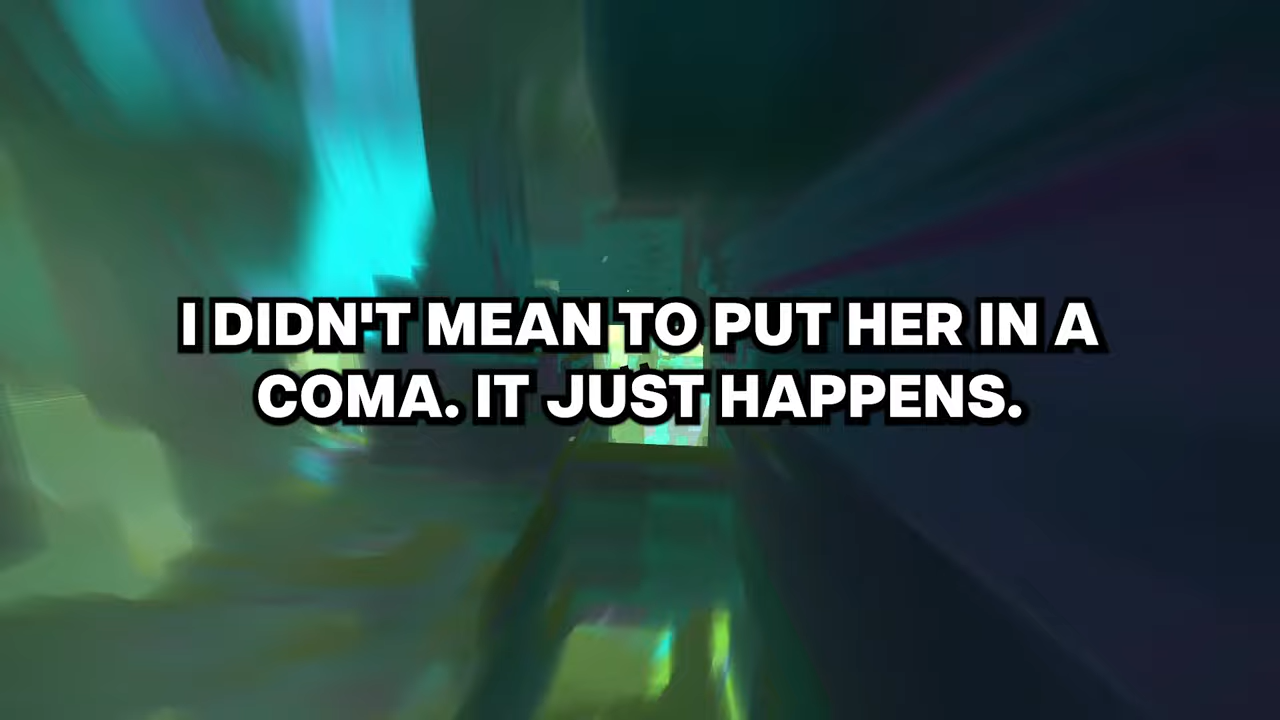 I DIDN'T MEAN TO PUT HER IN A
COMA. IT JUST HAPPENS.